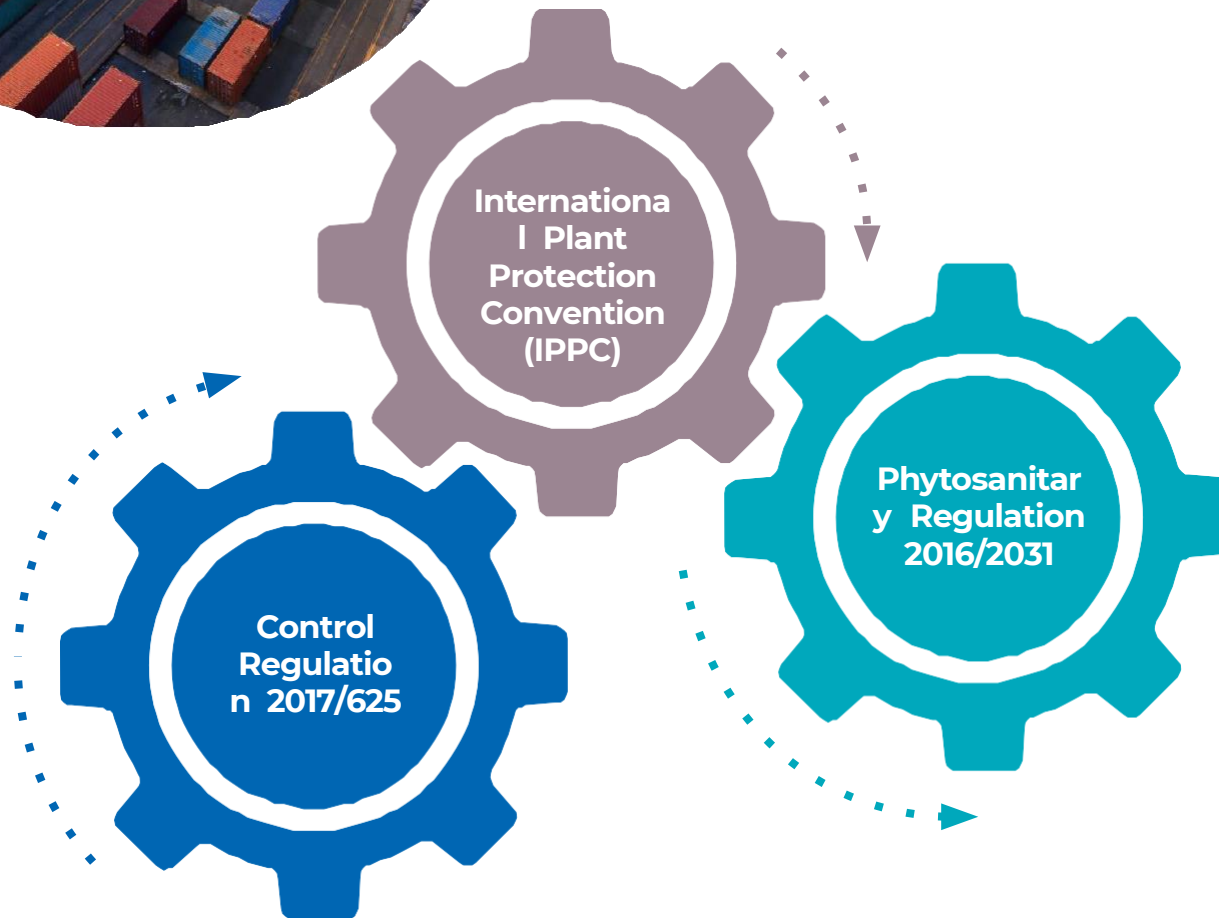 Internationa
l Plant
Protection
Convention
(IPPC)
Phytosanitar
y Regulation
2016/2031
Control
Regulatio
n 2017/625